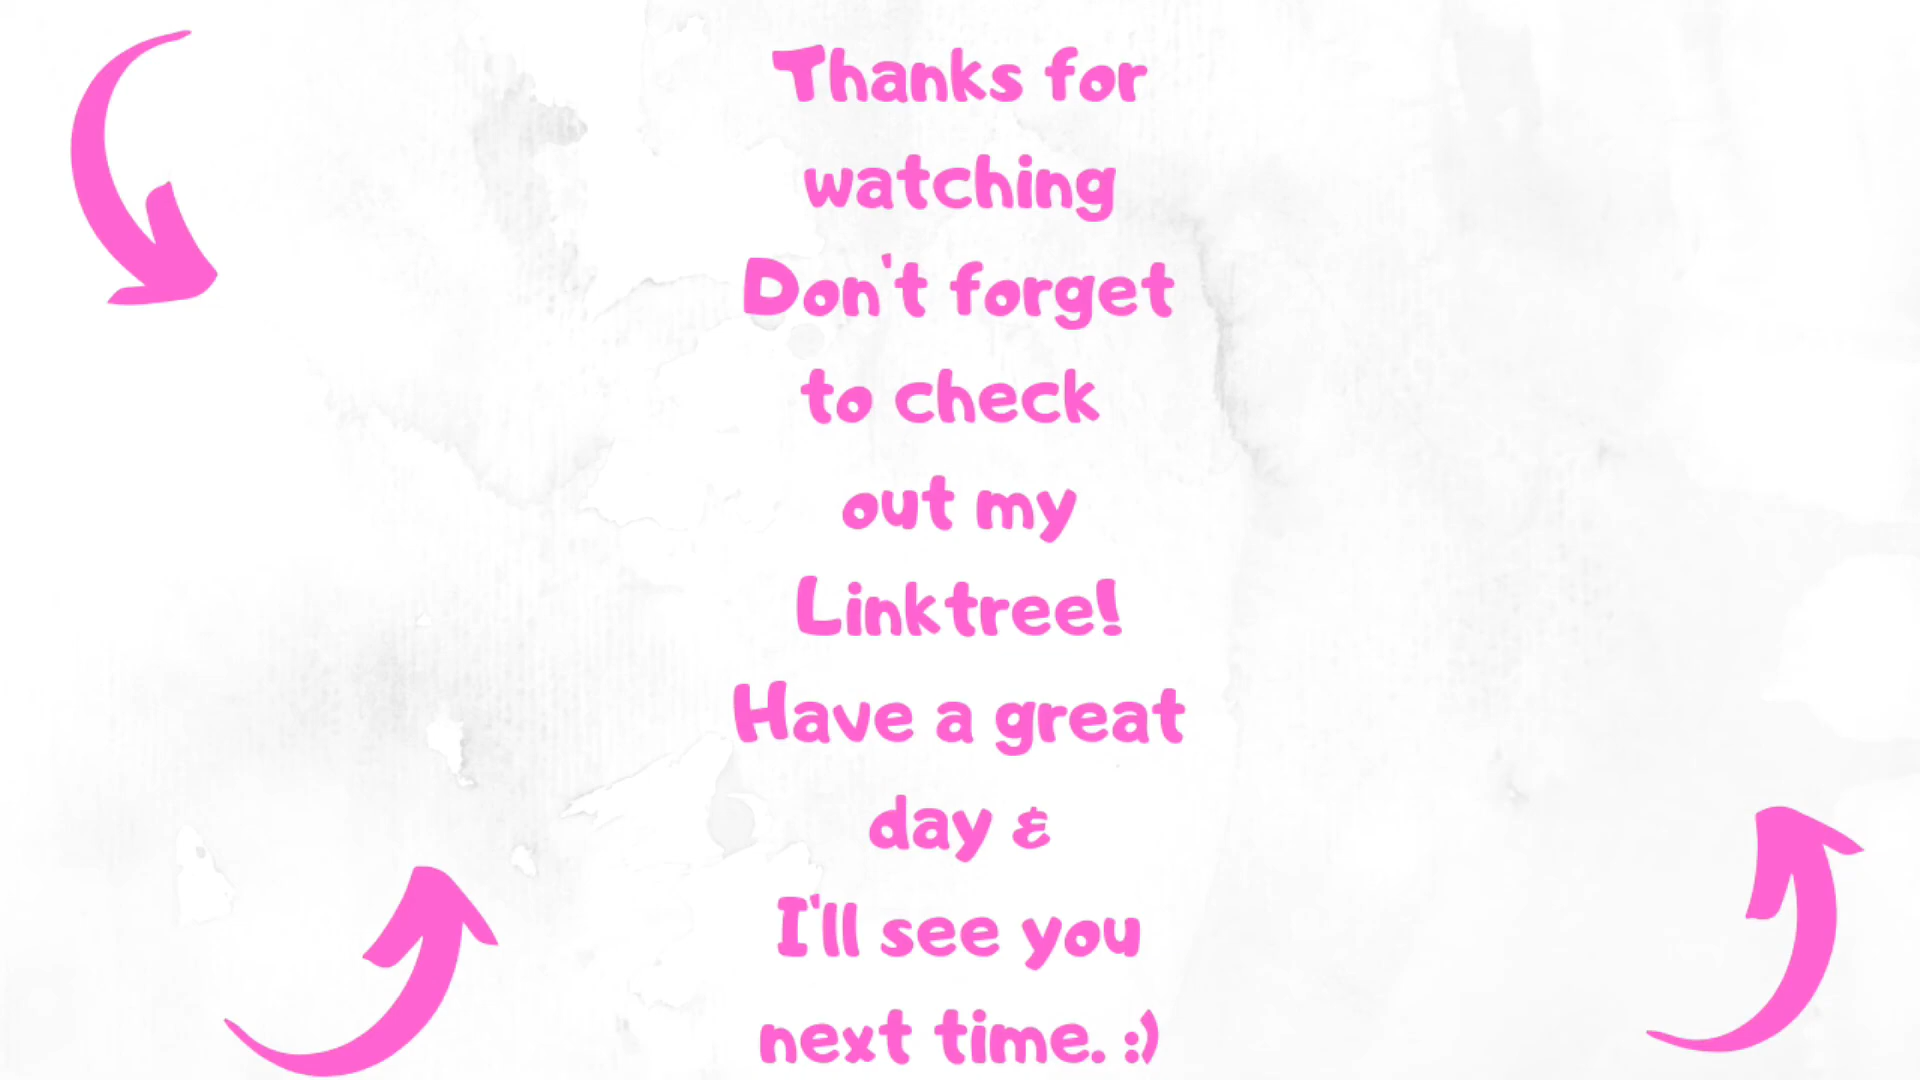 Thanks for
watching
Don't forget
to check
out my
Linktree!
Have a great
day &
I'll see you
next time. :)